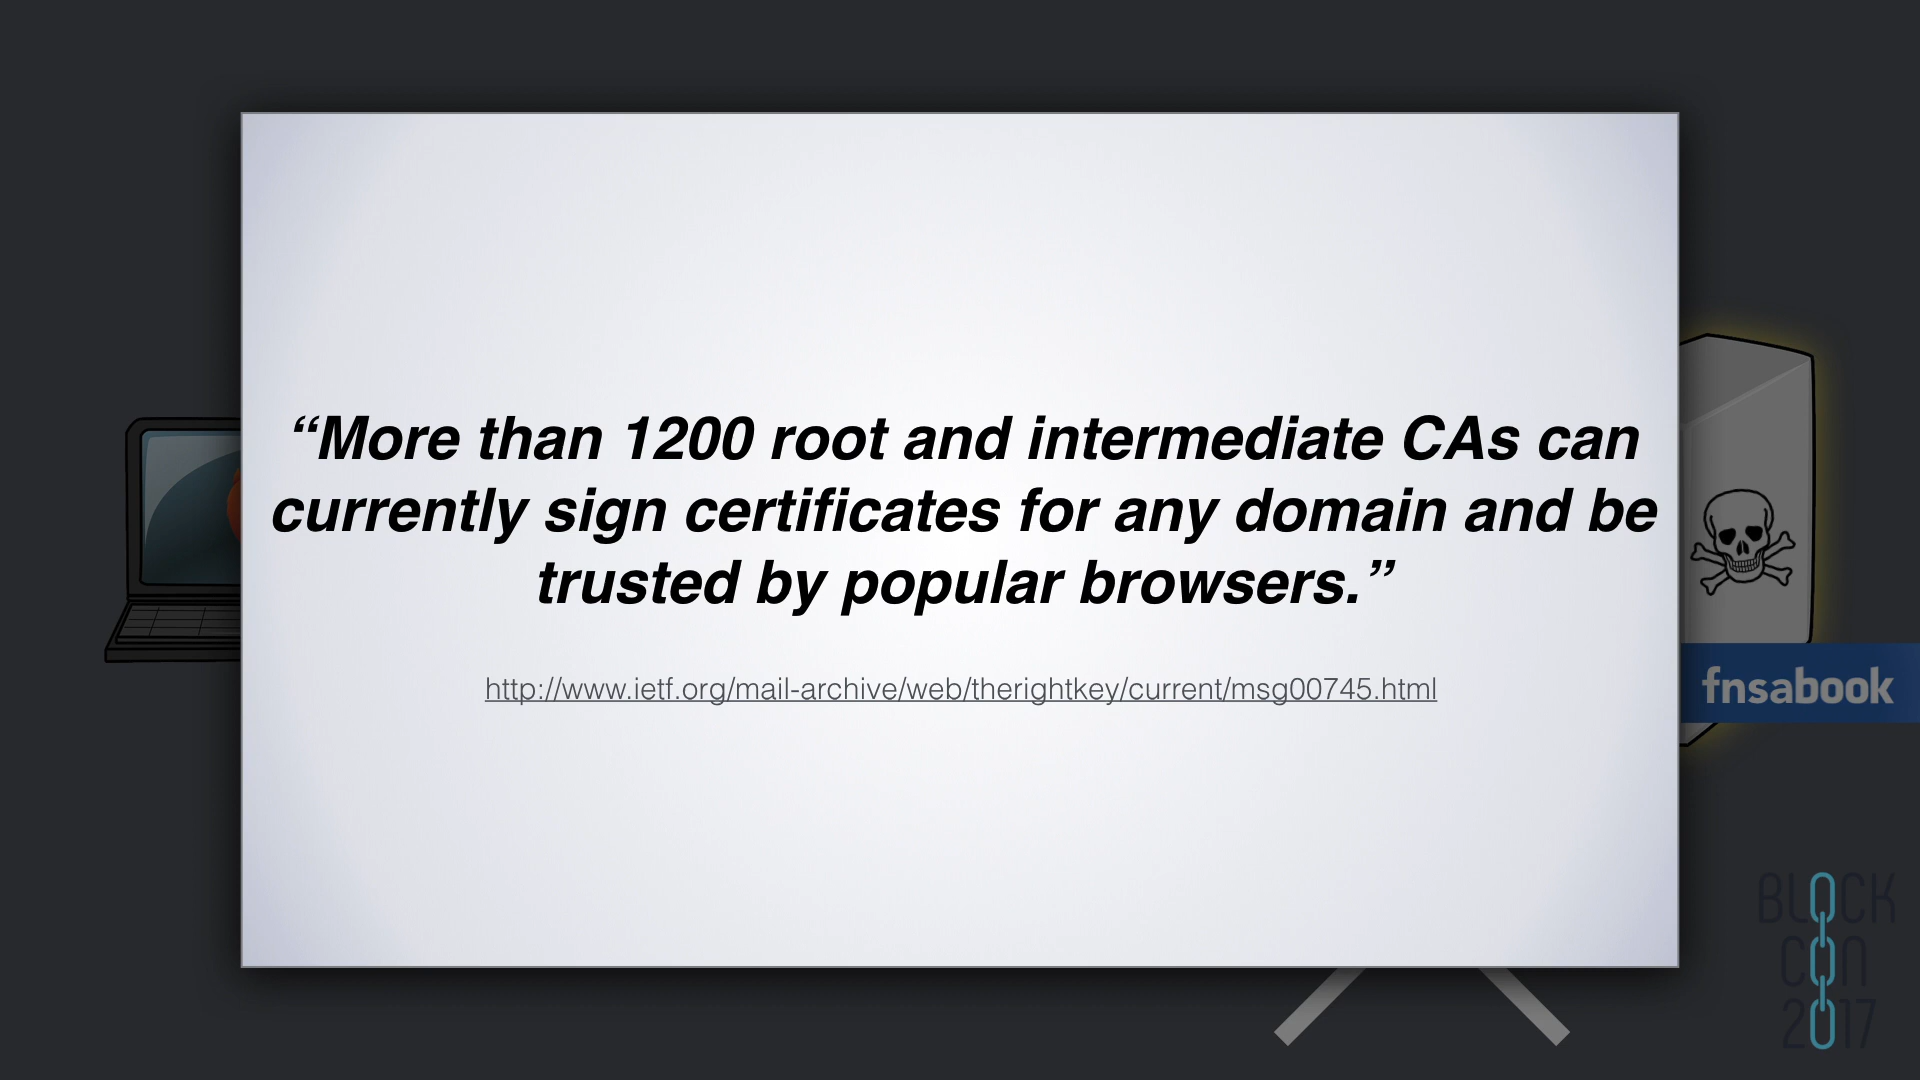 “More than 1200 root and intermediate CAs can
currently sign certificates for any domain and be
trusted by popular browsers.”
http://www.ietf.org/mail-archive/web/therightkey/current/msg00745.html
fnsabook
BLOCK
CON
2017